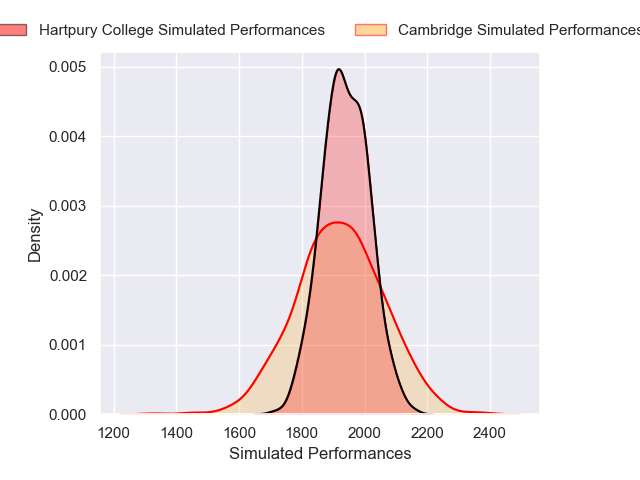 Hartpury College Simulated Performances Cambridge Simulated Performances
0.005
0.004
0.003
0.002
0.001
0.000
Density
1200 1400 1600 1800 2000 2200 2400
Simulated Performances